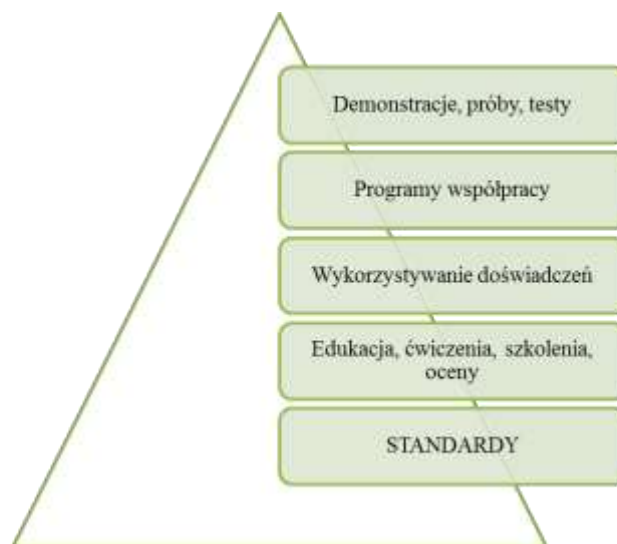 Demonstracje, próby, testy
Programy współpracy
Wykorzystywanie doświadczeń
Edukacja, ćwiczenia, szkolenia,
oceny
STANDARDY